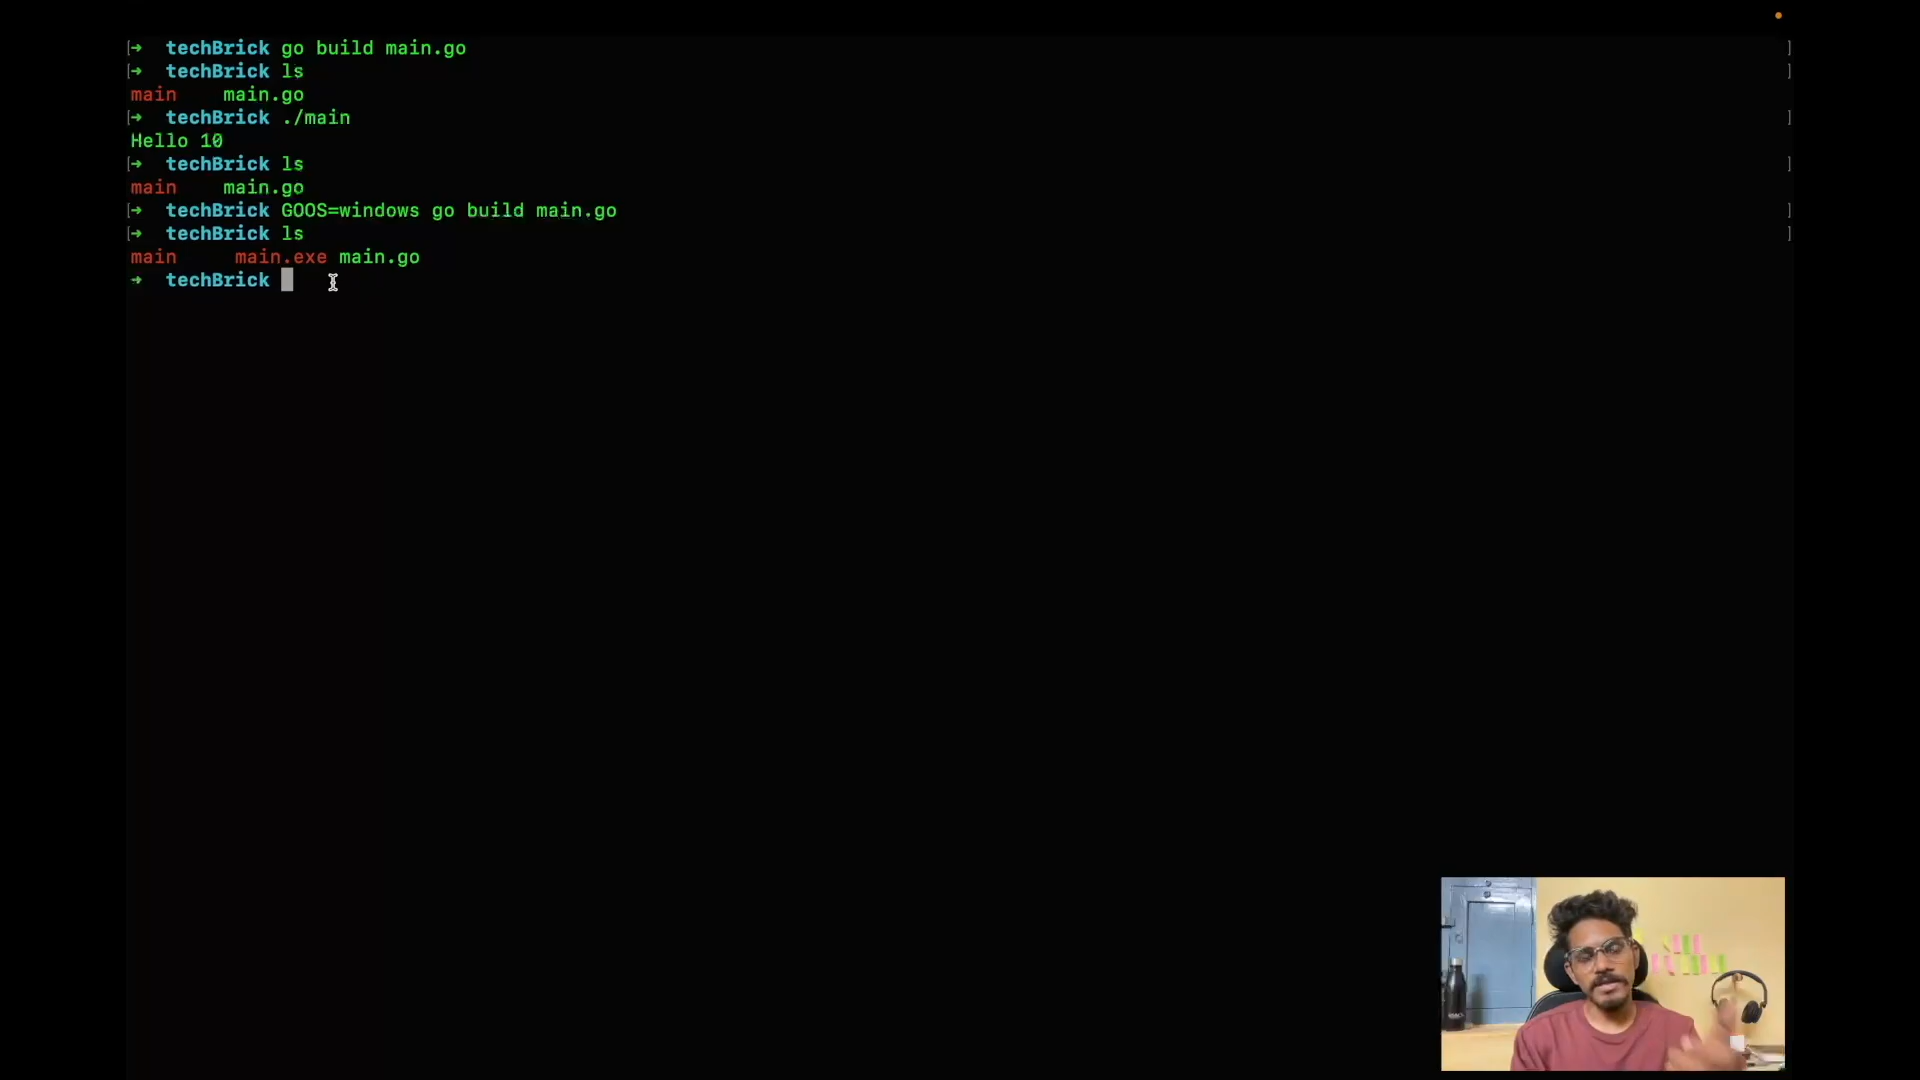 [→ techBrick go build main.go ]
[→ techBrick ls ]
main main.go
[→ techBrick ./main ]
Hello 10
[→ techBrick ls ]
main main.go
[→ techBrick GOOS=windows go build main.go ]
[→ techBrick ls ]
main main.exe main.go
→ techBrick